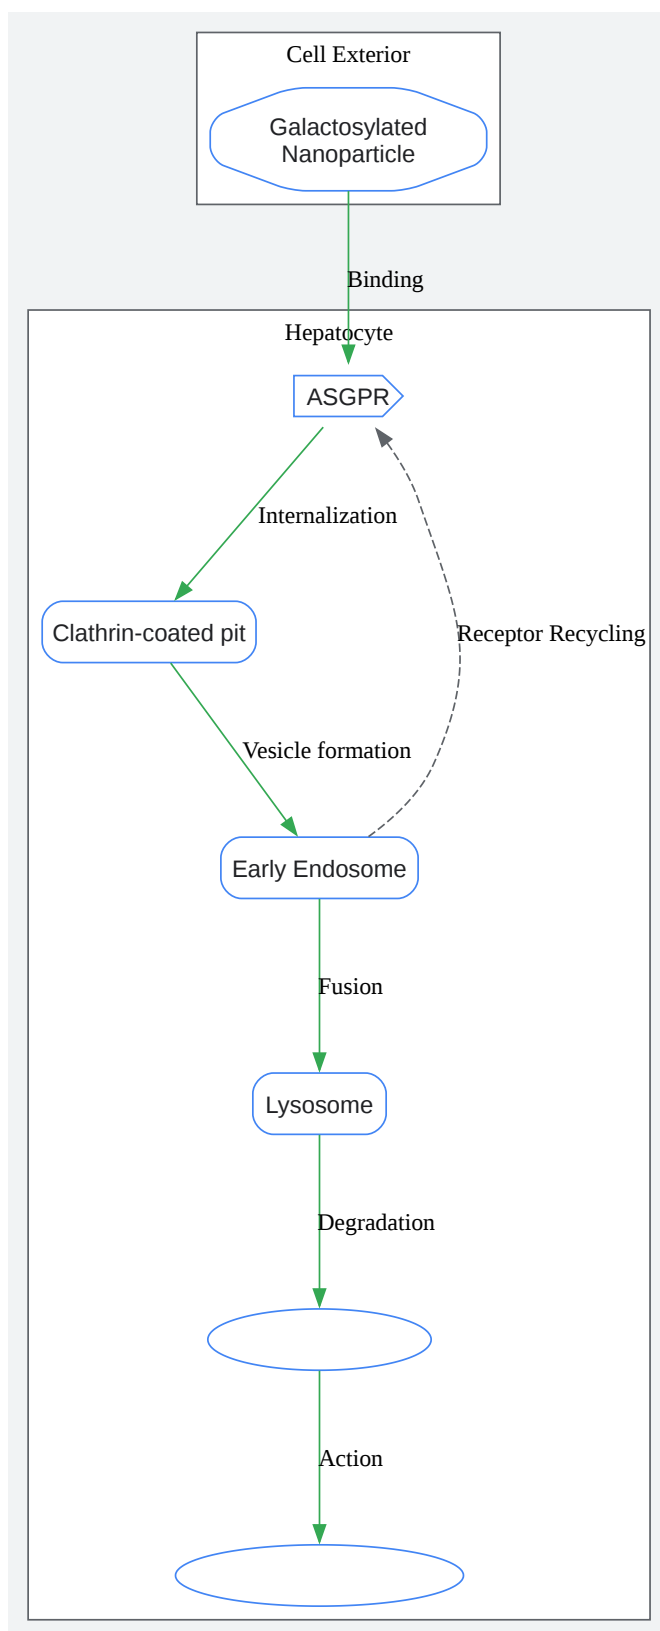 Cell Exterior
Galactosylated
Nanoparticle
Binding
Hepatocyte
ASGPR
Internalization
Clathrin-coated pit
Receptor Recycling
Vesicle formation
Early Endosome
Fusion
Lysosome
Degradation
Action